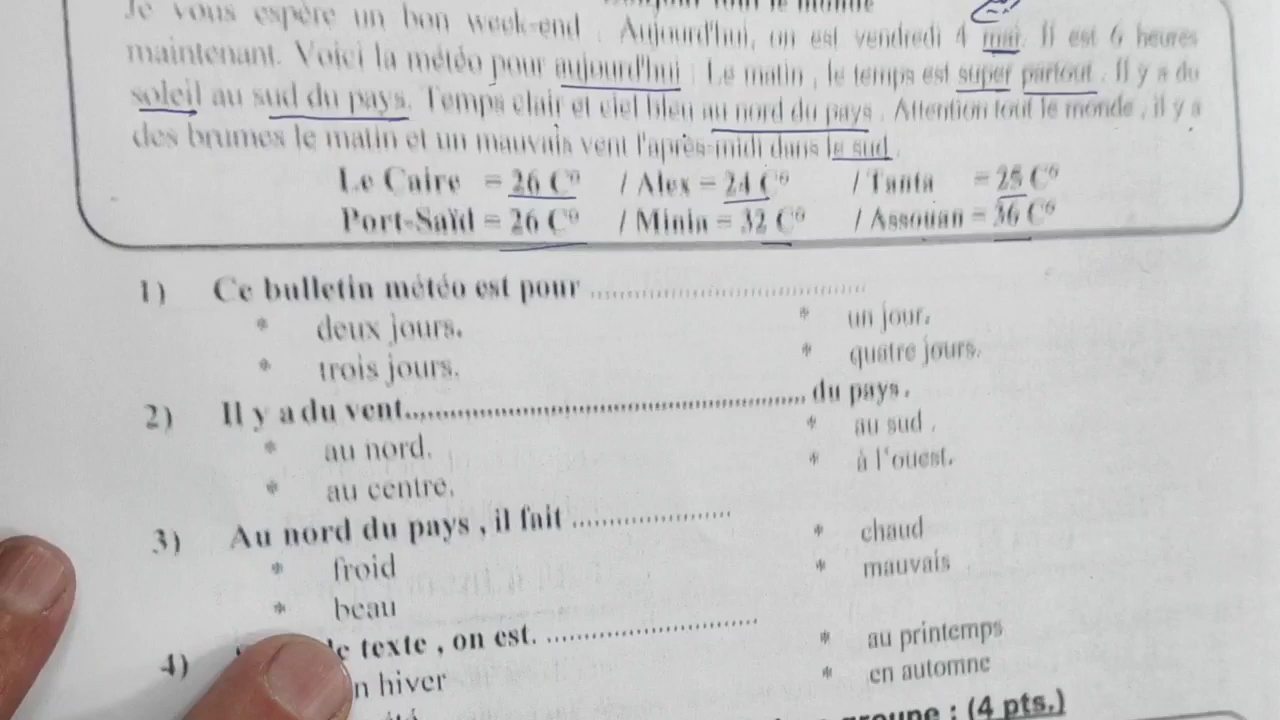 tout le monde
Je vous espère un bon week-end . Aujourd'hui, on est vendredi 4 mai. Il est 6 heures
maintenant. Voici la météo pour aujourd'hui : Le matin , le temps est super partout . Il y a du
soleil au sud du pays. Temps clair et ciel bleu au nord du pays . Attention tout le monde , il y a
des brumes le matin et un mauvais vent l'après-midi dans le sud .
Le Caire = 26 C° / Alex = 24 C° / Tanta = 25 C°
Port-Saïd = 26 C° / Minia = 32 C° / Assouan = 36 C°
1) Ce bulletin météo est pour ..............................
* deux jours. * un jour.
* trois jours. * quatre jours.
2) Il y a du vent.................................................. du pays .
* au nord. * au sud .
* au centre. * à l'ouest.
3) Au nord du pays , il fait ......................
* froid * chaud
* beau * mauvais
4) le texte , on est. ............................
n hiver * au printemps
été * en automne
groupe : (4 pts.)